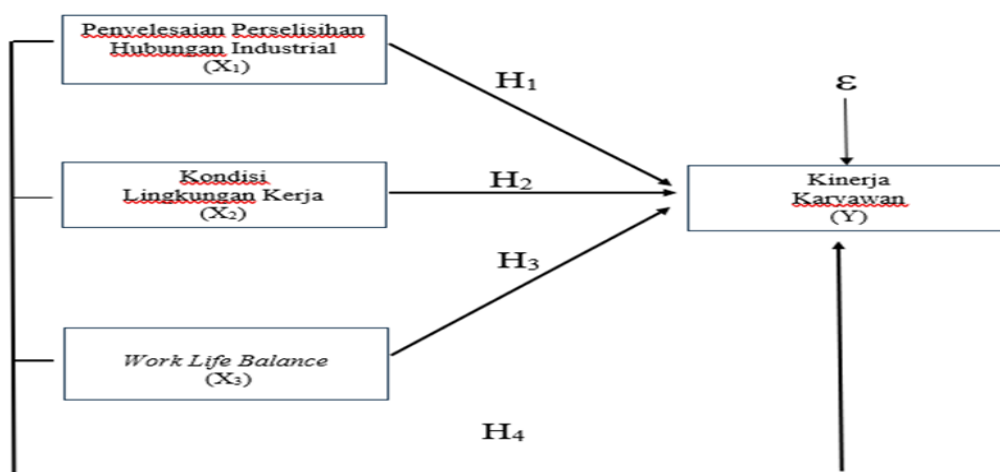 Penyelesaian Perselisihan
Hubungan Industrial
(X₁)
H₁
ε
Kondisi
Lingkungan Kerja
(X₂)
H₂
Kinerja
Karyawan
(Y)
H₃
Work Life Balance
(X₃)
H₄